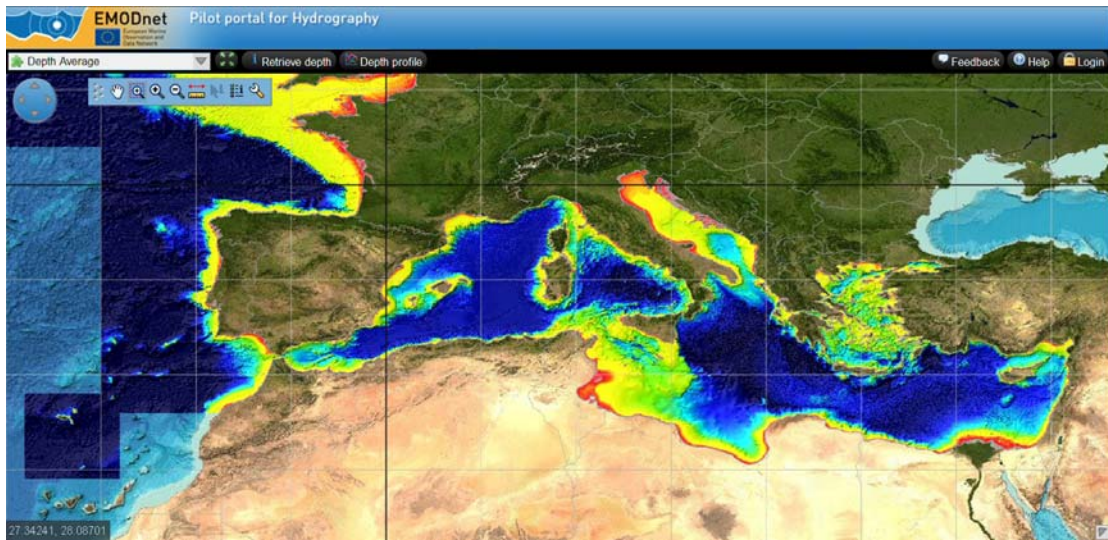 EMODnet
European Marine
Observation and
Data Network
Pilot portal for Hydrography
Depth Average
Retrieve depth
Depth profile
Feedback
Help
Login
27.34241, 28.08701